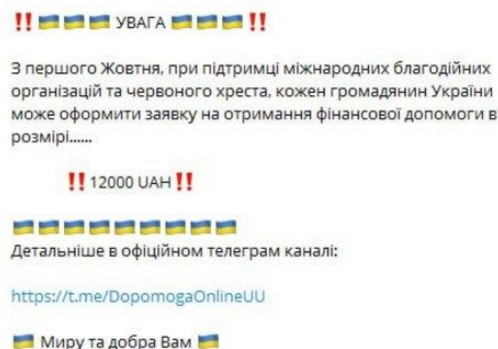 ‼️🇺🇦🇺🇦🇺🇦 УВАГА 🇺🇦🇺🇦🇺🇦‼️
З першого Жовтня, при підтримці міжнародних благодійних
організацій та червоного хреста, кожен громадянин України
може оформити заявку на отримання фінансової допомоги в
розмірі......
‼️12000 UAH‼️
🇺🇦🇺🇦🇺🇦🇺🇦🇺🇦🇺🇦🇺🇦🇺🇦🇺🇦
Детальніше в офіційном телеграм каналі:
https://t.me/DopomogaOnlineUU
🇺🇦 Миру та добра Вам 🇺🇦